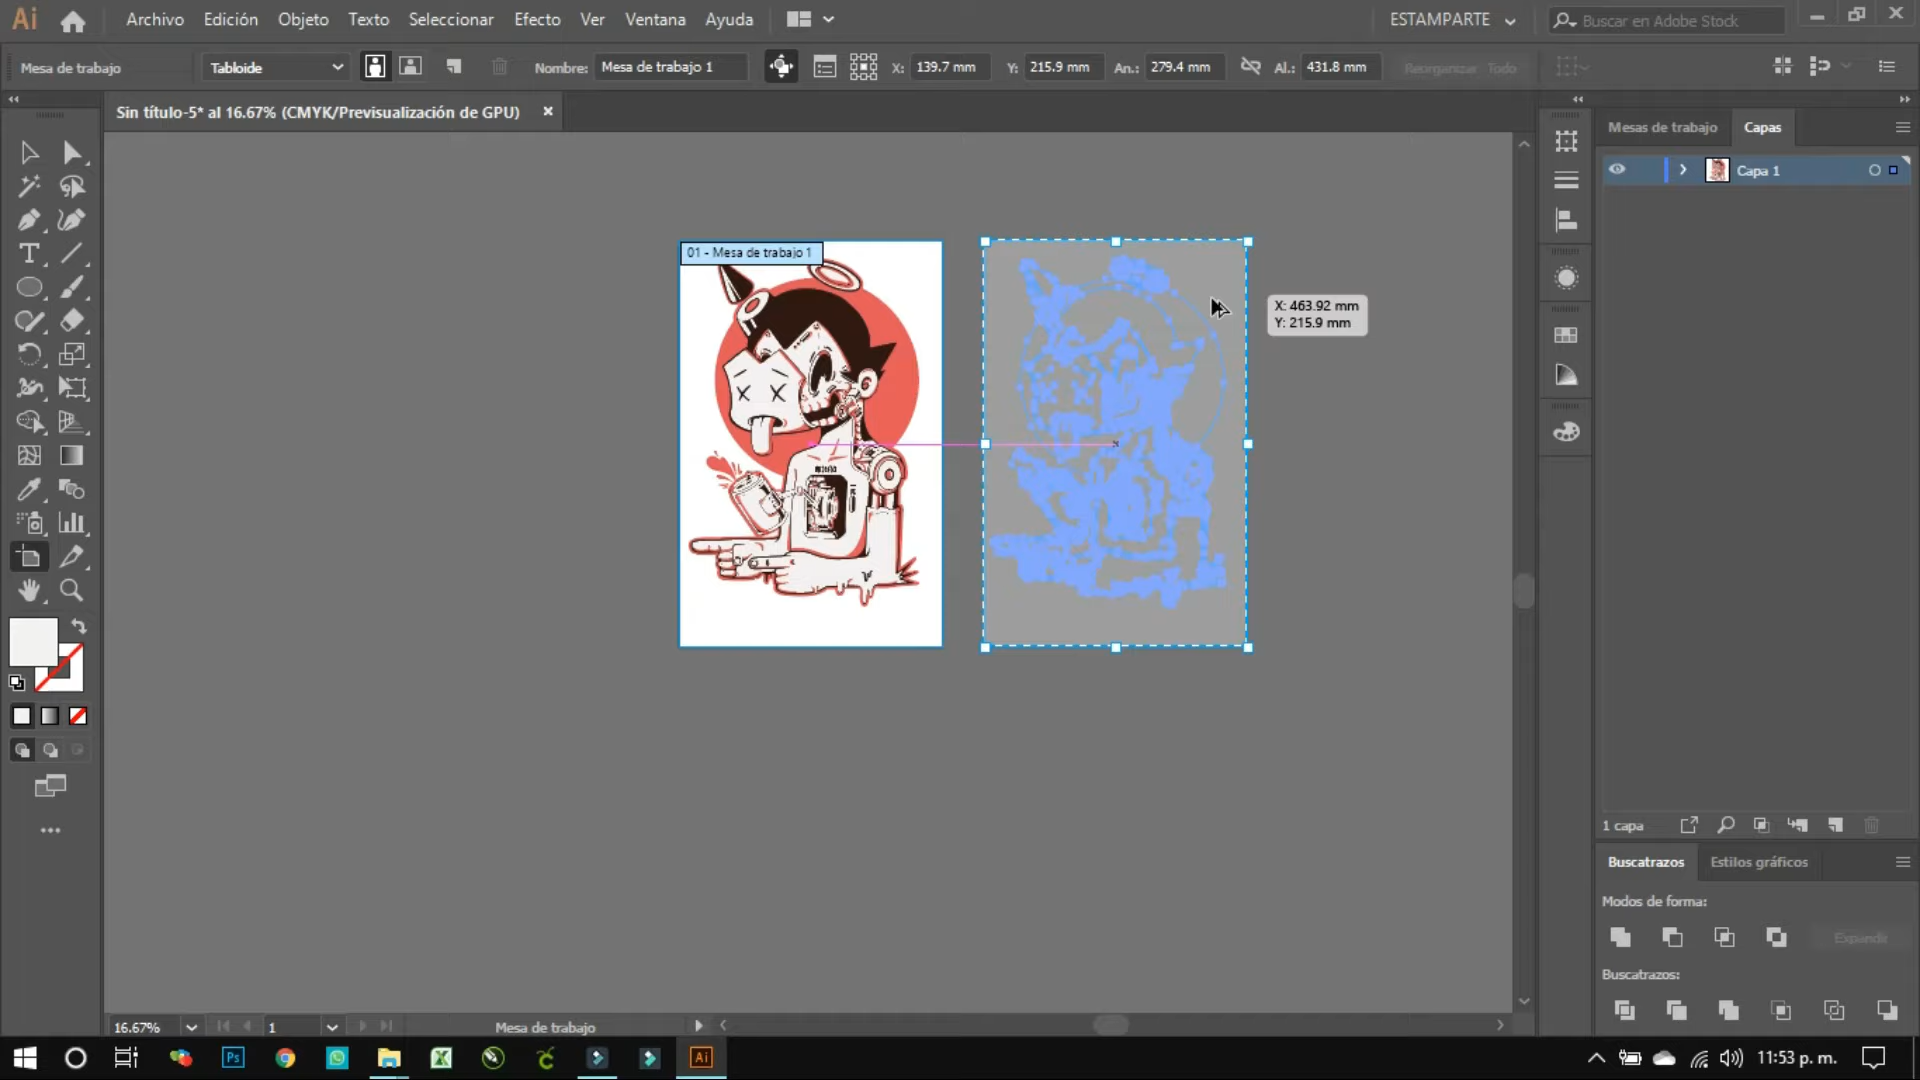 Ai Archivo Edición Objeto Texto Seleccionar Efecto Ver Ventana Ayuda ESTAMPARTE Buscar en Adobe Stock
Mesa de trabajo Tabloide Nombre: Mesa de trabajo 1 X: 139.7 mm Y: 215.9 mm An.: 279.4 mm Al.: 431.8 mm Reorganizar Todo
Sin título-5* al 16.67% (CMYK/Previsualización de GPU)
Mesas de trabajo Capas
Capa 1
01 - Mesa de trabajo 1
X: 463.92 mm
Y: 215.9 mm
1 capa
Buscatrazos Estilos gráficos
Modos de forma:
Expandir
Buscatrazos:
16.67% 1 Mesa de trabajo
Ps Ai 11:53 p. m.